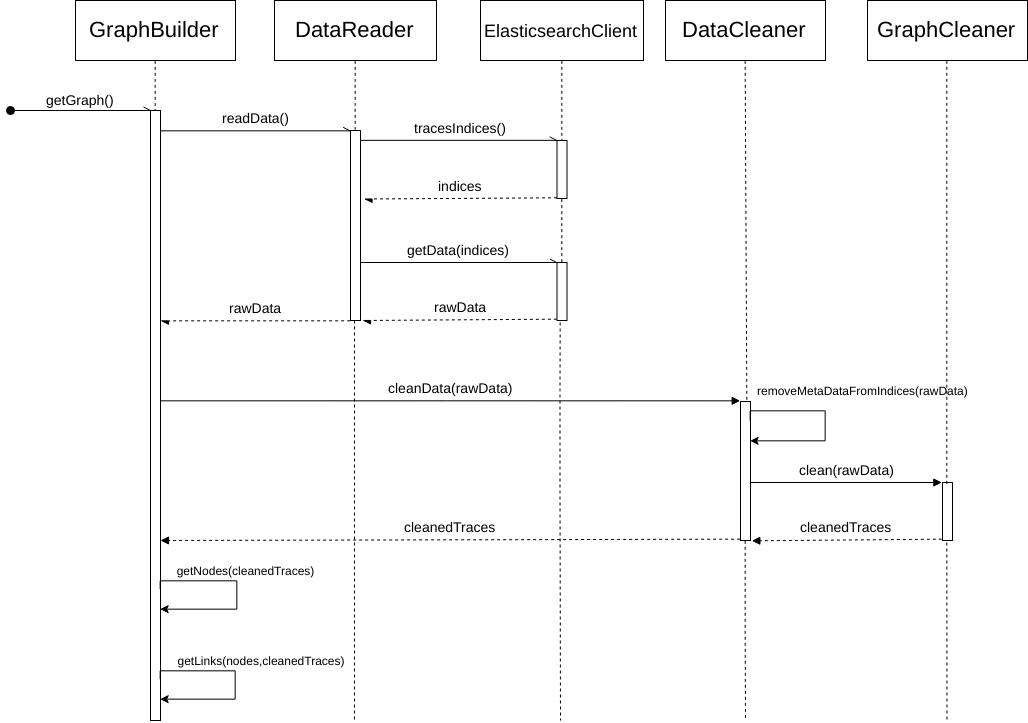 GraphBuilder
DataReader
ElasticsearchClient
DataCleaner
GraphCleaner
getGraph()
readData()
tracesIndices()
indices
getData(indices)
rawData
rawData
cleanData(rawData)
removeMetaDataFromIndices(rawData)
clean(rawData)
cleanedTraces
cleanedTraces
getNodes(cleanedTraces)
getLinks(nodes,cleanedTraces)